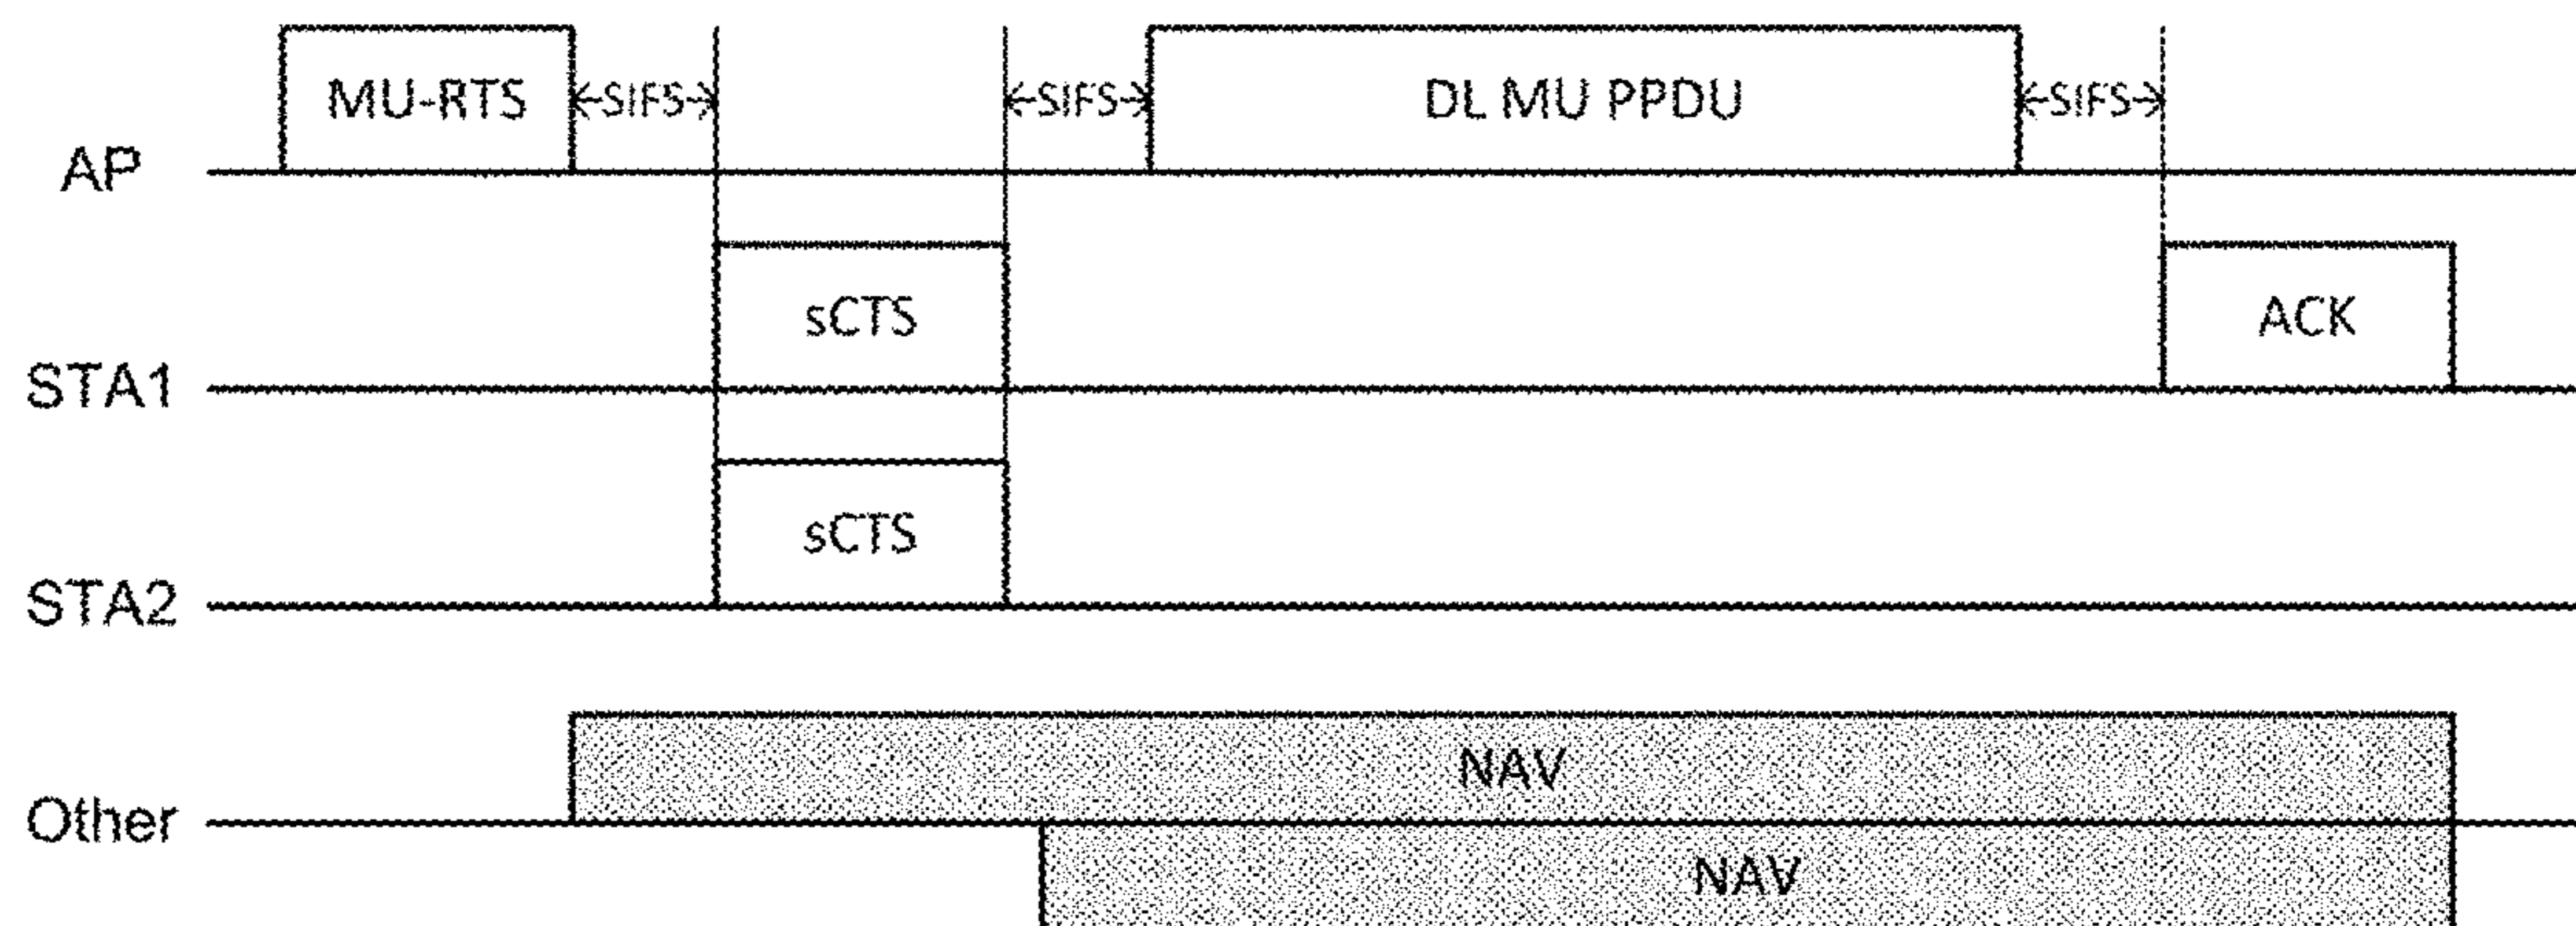 MU-RTS SIFS SIFS DL MU PPDU SIFS
AP
sCTS ACK
STA1
sCTS
STA2
NAV
Other
NAV